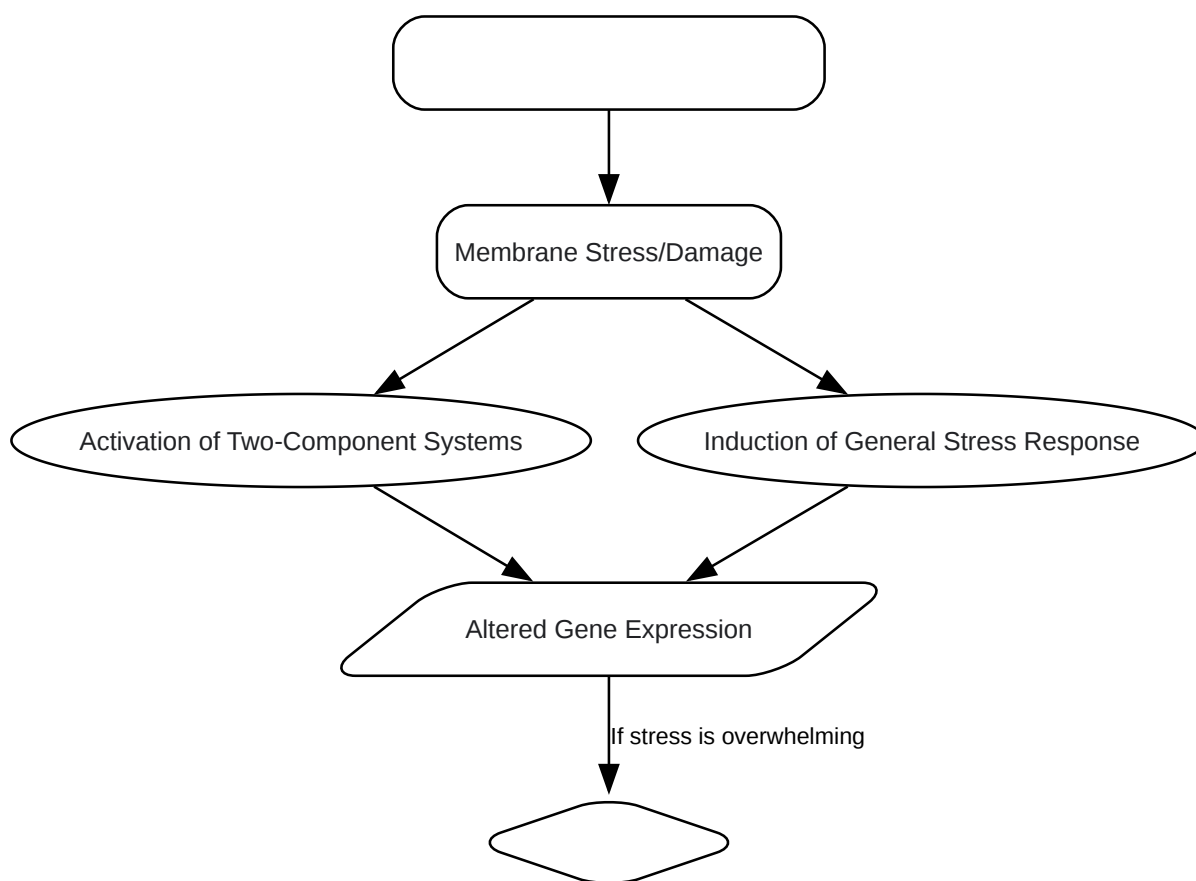 Membrane Stress/Damage
Activation of Two-Component Systems
Induction of General Stress Response
Altered Gene Expression
If stress is overwhelming